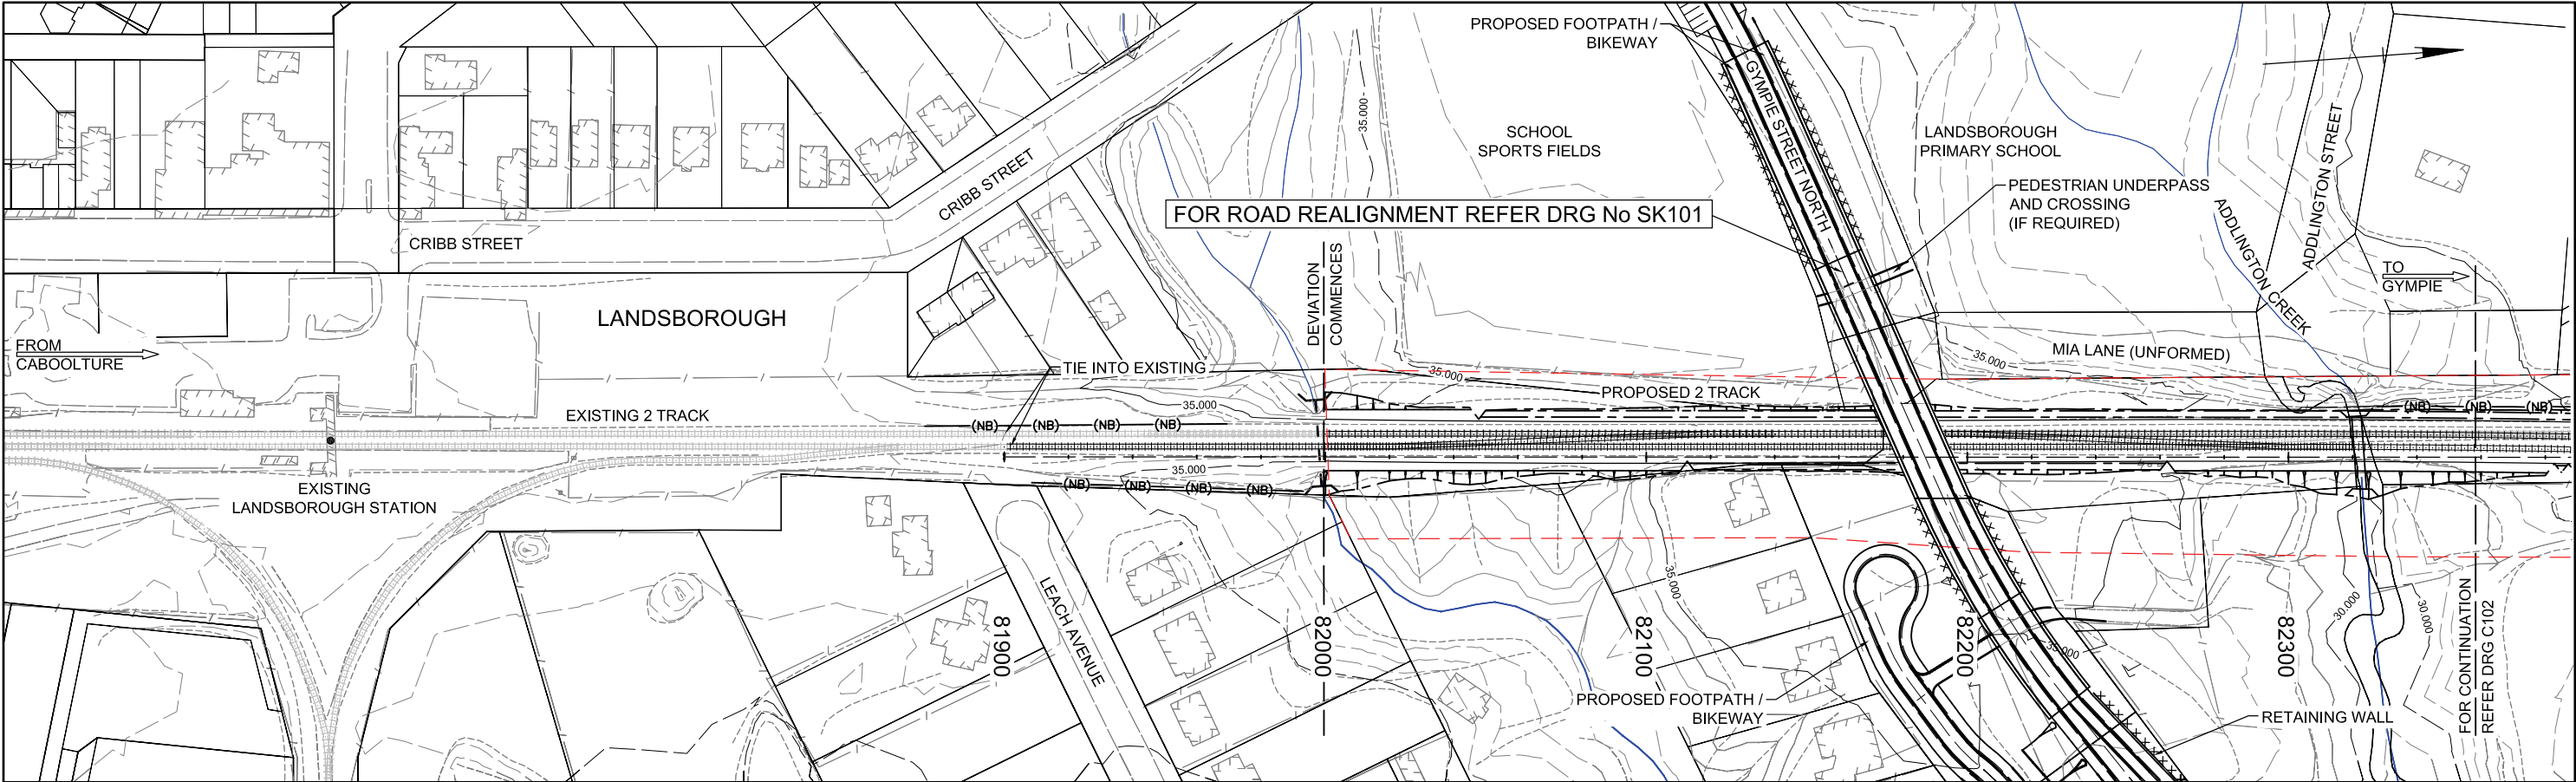 PROPOSED FOOTPATH /
BIKEWAY
GYMPIE STREET NORTH
35.000
SCHOOL
SPORTS FIELDS
LANDSBOROUGH
PRIMARY SCHOOL
ADDLINGTON STREET
CRIBB STREET
PEDESTRIAN UNDERPASS
AND CROSSING
(IF REQUIRED)
FOR ROAD REALIGNMENT REFER DRG No SK101
CRIBB STREET
ADDLINGTON CREEK
DEVIATION
COMMENCES
TO
GYMPIE
LANDSBOROUGH
FROM
CABOOLTURE
TIE INTO EXISTING
35.000
35.000
MIA LANE (UNFORMED)
PROPOSED 2 TRACK
EXISTING 2 TRACK
35.000
(NB)
(NB)
(NB)
(NB)
(NB)
(NB)
(NB)
35.000
(NB)
(NB)
(NB)
(NB)
EXISTING
LANDSBOROUGH STATION
LEACH AVENUE
35.000
30.000
30.000
35.000
81900
82000
82100
82200
82300
FOR CONTINUATION
REFER DRG C102
PROPOSED FOOTPATH /
BIKEWAY
RETAINING WALL